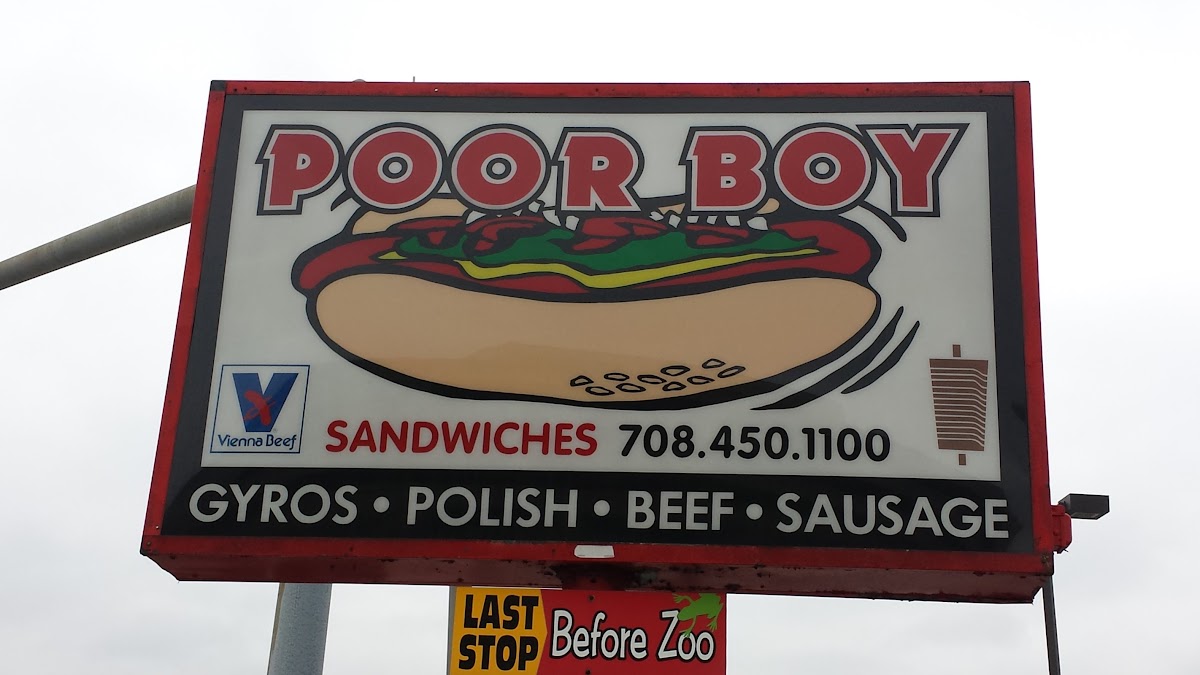 POOR BOY
Vienna Beef
SANDWICHES 708.450.1100
GYROS • POLISH • BEEF • SAUSAGE
LAST STOP
Before Zoo